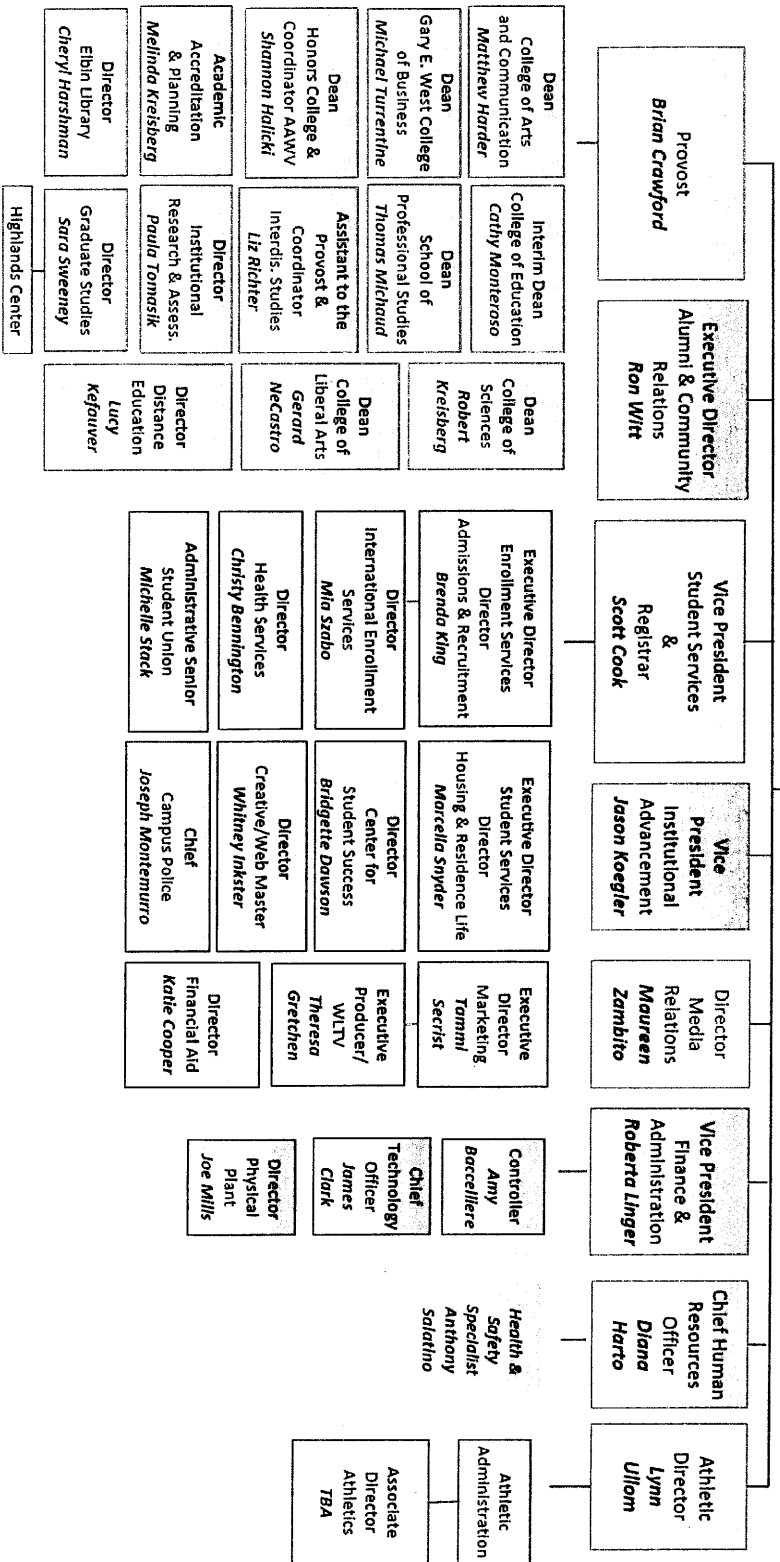 Provost
Brian Crawford
Executive Director
Alumni & Community
Relations
Ron Witt
Vice President
Student Services
&
Registrar
Scott Cook
Vice
President
Institutional
Advancement
Jason Koegler
Director
Media
Relations
Maureen
Zambito
Vice President
Finance &
Administration
Roberta Linger
Chief Human
Resources
Officer
Diana
Harto
Athletic
Director
Lynn
Ullom
Dean
College of Arts
and Communication
Matthew Harder
Interim Dean
College of Education
Cathy Monteroso
Dean
College of
Sciences
Robert
Kreisberg
Dean
Gary E. West College
of Business
Michael Turrentine
Dean
School of
Professional Studies
Thomas Michaud
Dean
College of
Liberal Arts
Gerard
NeCastro
Dean
Honors College &
Coordinator AAWV
Shannon Halicki
Assistant to the
Provost &
Coordinator
Interdis. Studies
Liz Richter
Director
Distance
Education
Lucy
Kefauver
Academic
Accreditation
& Planning
Melinda Kreisberg
Director
Institutional
Research & Assess.
Paula Tomasik
Director
Elbin Library
Cheryl Harshman
Director
Graduate Studies
Sara Sweeney
Highlands Center
Executive Director
Enrollment Services
Director
Admissions & Recruitment
Brenda King
Executive Director
Student Services
Director
Housing & Residence Life
Marcella Snyder
Executive
Director
Marketing
Tammi
Secrist
Director
International Enrollment
Services
Mia Szabo
Director
Center for
Student Success
Bridgette Dawson
Executive
Producer/
WLTV
Theresa
Gretchen
Director
Health Services
Christy Bennington
Director
Creative/Web Master
Whitney Inkster
Director
Financial Aid
Katie Cooper
Administrative Senior
Student Union
Michelle Stack
Chief
Campus Police
Joseph Montemurro
Controller
Amy
Baccelliere
Chief
Technology
Officer
James
Clark
Director
Physical
Plant
Joe Mills
Health &
Safety
Specialist
Anthony
Salatino
Athletic
Administration
Associate
Director
Athletics
TBA